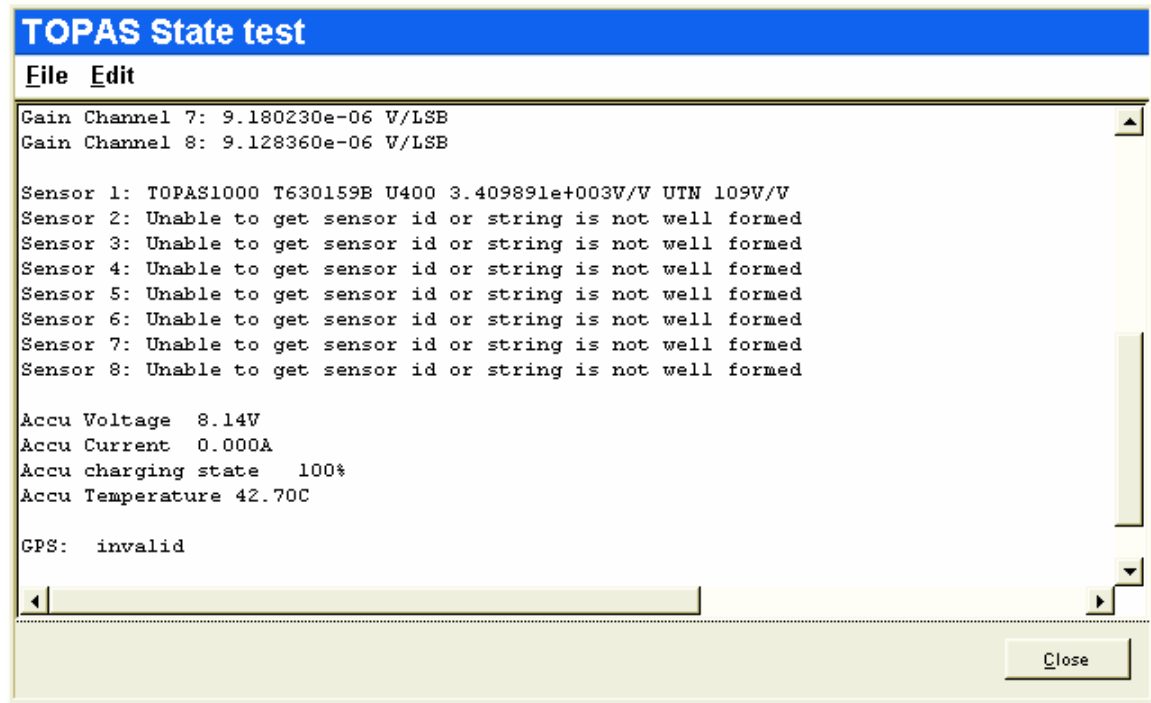 TOPAS State test
File Edit
Gain Channel 7: 9.180230e-06 V/LSB
Gain Channel 8: 9.128360e-06 V/LSB
Sensor 1: TOPAS1000 T630159B U400 3.409891e+003V/V UTN 109V/V
Sensor 2: Unable to get sensor id or string is not well formed
Sensor 3: Unable to get sensor id or string is not well formed
Sensor 4: Unable to get sensor id or string is not well formed
Sensor 5: Unable to get sensor id or string is not well formed
Sensor 6: Unable to get sensor id or string is not well formed
Sensor 7: Unable to get sensor id or string is not well formed
Sensor 8: Unable to get sensor id or string is not well formed
Accu Voltage 8.14V
Accu Current 0.000A
Accu charging state 100%
Accu Temperature 42.70C
GPS: invalid
Close